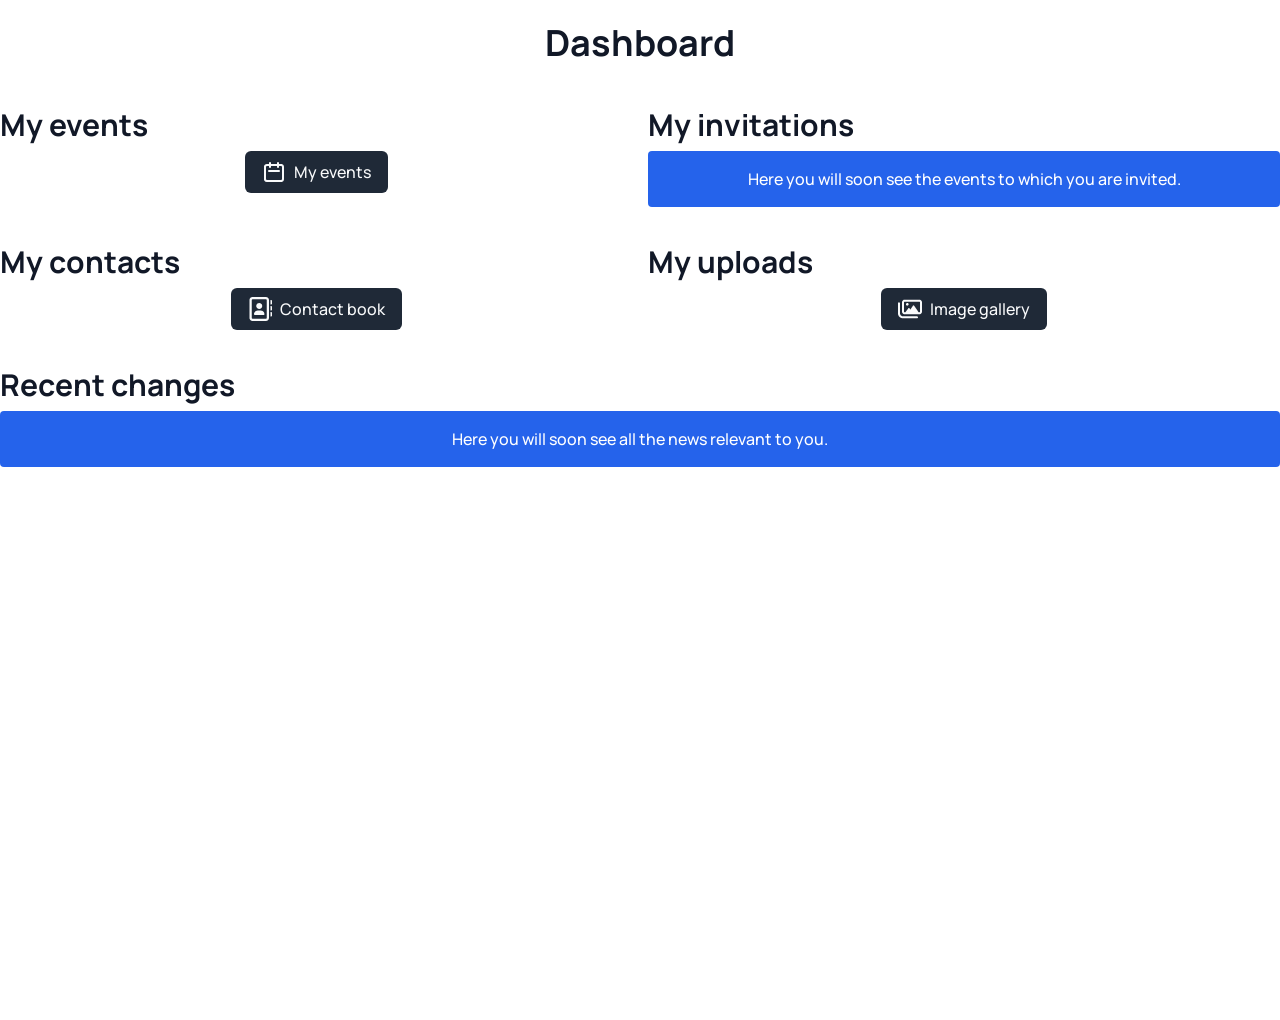 Dashboard
My events
My events
My invitations
Here you will soon see the events to which you are invited.
My contacts
Contact book
My uploads
Image gallery
Recent changes
Here you will soon see all the news relevant to you.